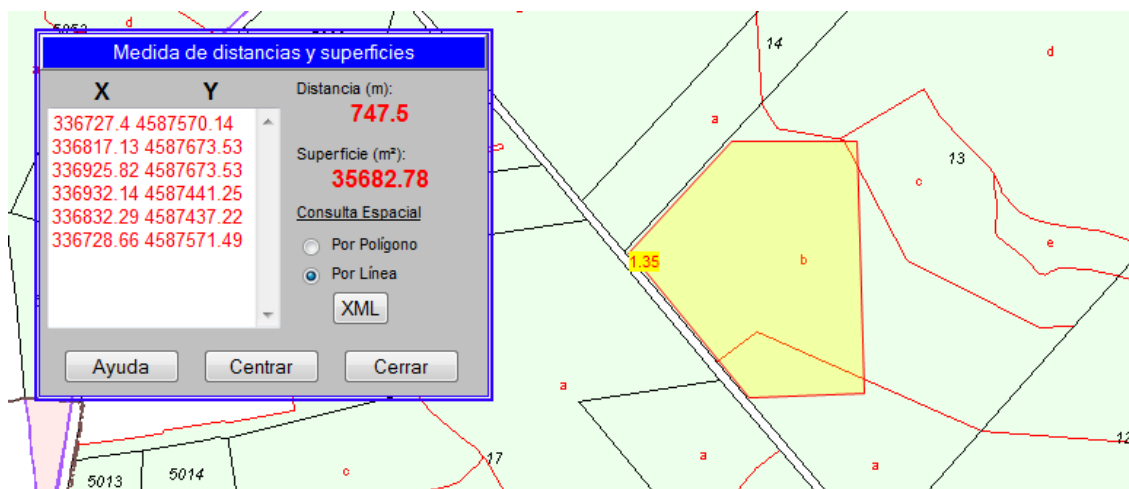 5052
d
14
d
Medida de distancias y superficies
X Y
336727.4 4587570.14
336817.13 4587673.53
336925.82 4587673.53
336932.14 4587441.25
336832.29 4587437.22
336728.66 4587571.49
Distancia (m):
747.5
Superficie (m²):
35682.78
Consulta Espacial
Por Polígono
Por Línea
XML
Ayuda
Centrar
Cerrar
a
13
c
e
1.35
b
a
12
17
a
a
c
5013
5014